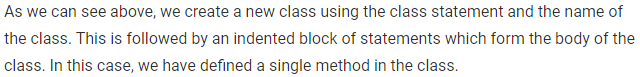 As we can see above, we create a new class using the class statement and the name of
the class. This is followed by an indented block of statements which form the body of the
class. In this case, we have defined a single method in the class.